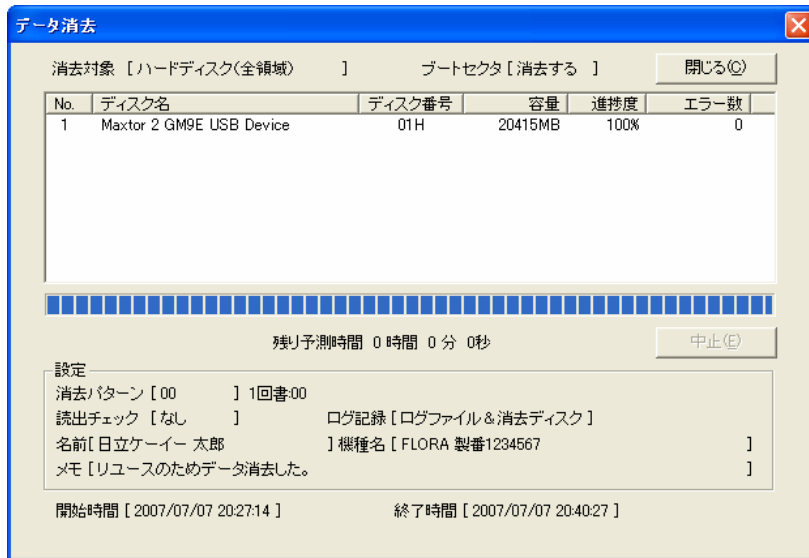 データ消去
消去対象 [ハードディスク(全領域) ] ブートセクタ [消去する ] 閉じる(C)
No. ディスク名 ディスク番号 容量 進捗度 エラー数
1 Maxtor 2 GM9E USB Device 01H 20415MB 100% 0
残り予測時間 0 時間 0 分 0秒 中止(E)
設定
消去パターン [ 00 ] 1回書:00
読出チェック [ なし ] ログ記録 [ ログファイル&消去ディスク ]
名前[ 日立ケーイー 太郎 ] 機種名 [ FLORA 製番1234567 ]
メモ [ リユースのためデータ消去した。 ]
開始時間 [ 2007/07/07 20:27:14 ] 終了時間 [ 2007/07/07 20:40:27 ]